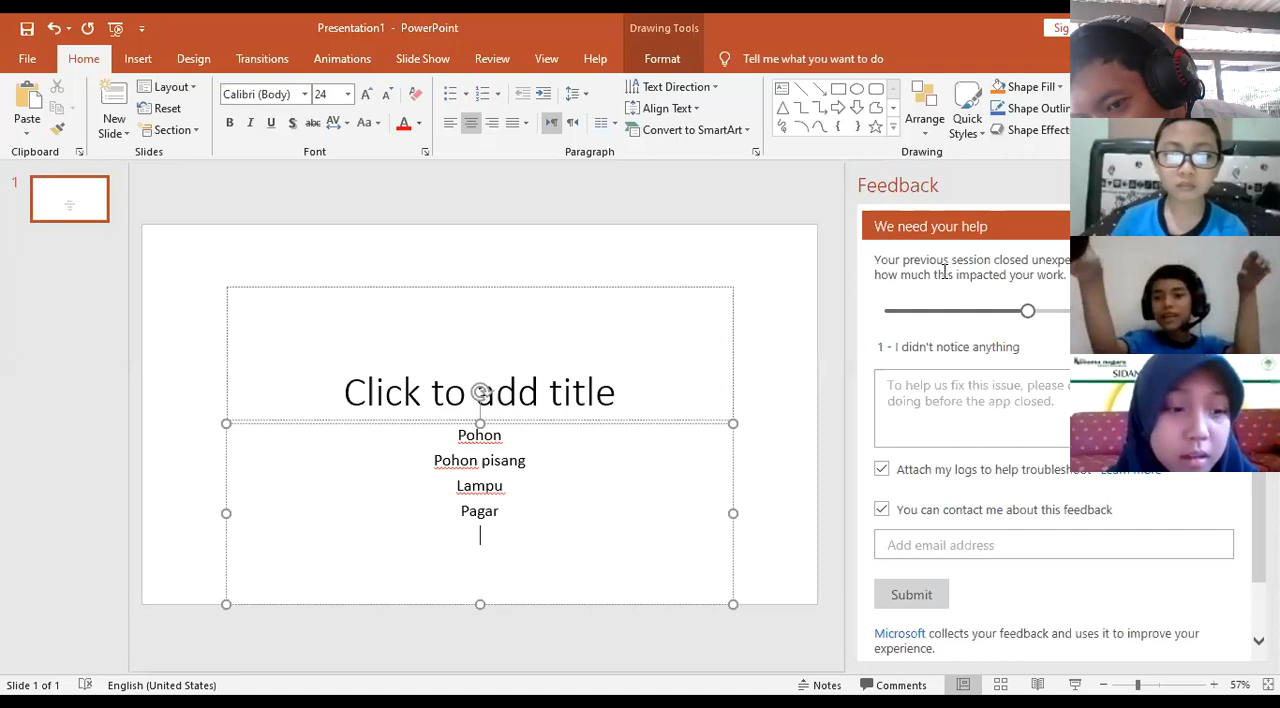 Presentation1 - PowerPoint
Drawing Tools
File
Home
Insert
Design
Transitions
Animations
Slide Show
Review
View
Help
Format
Tell me what you want to do
Paste
New
Slide
Layout
Reset
Section
Calibri (Body)
24
Text Direction
Align Text
Convert to SmartArt
Arrange
Quick
Styles
Shape Fill
Clipboard
Slides
Font
Paragraph
Drawing
1
Click to add title
Pohon
Pohon pisang
Lampu
Pagar
Feedback
We need your help
Your previous session closed
how much this impacted your work.
1 - I didn't notice anything
To help us fix this issue, please
doing before the app closed.
Attach my logs to help troubleshoot
You can contact me about this feedback
Add email address
Submit
Microsoft collects your feedback and uses it to improve your
experience.
Slide 1 of 1
English (United States)
Notes
Comments
57%